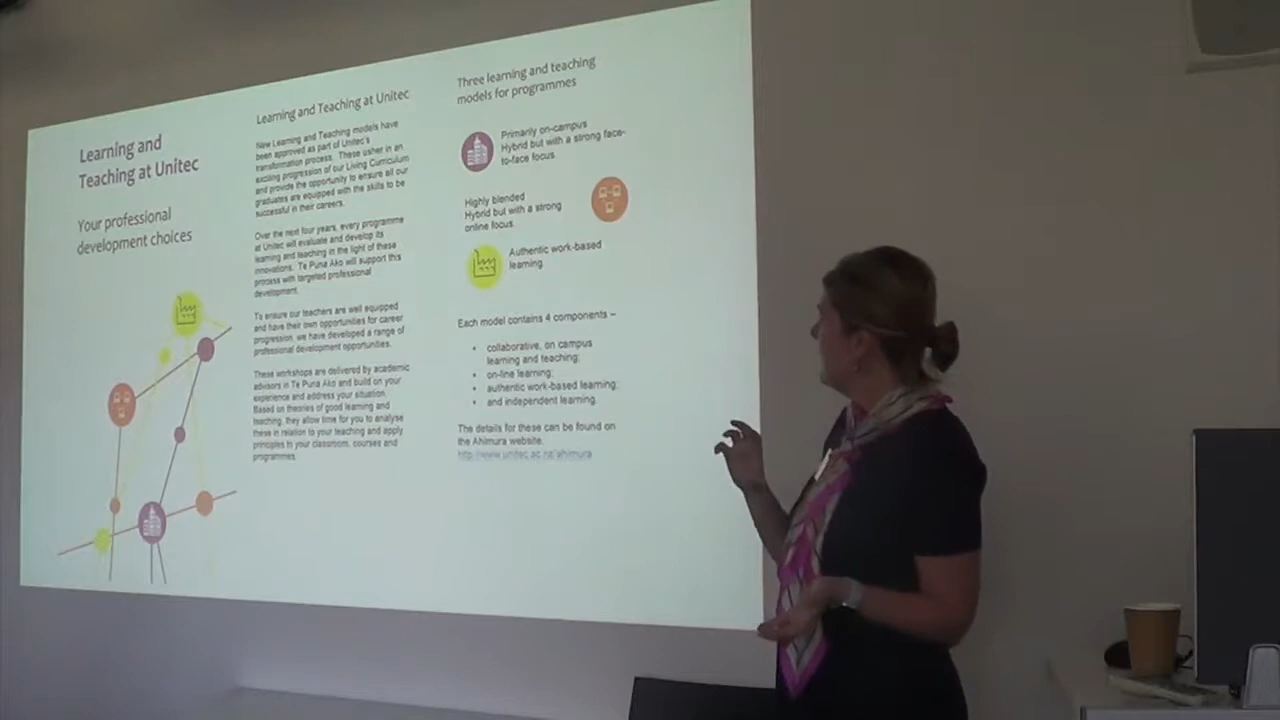 Learning and
Teaching at Unitec
Your professional
development choices
Learning and Teaching at Unitec
New Learning and Teaching models have
been approved as part of Unitec's
transformation process. These usher in an
exciting progression of our Living Curriculum
and provide the opportunity to ensure all our
graduates are equipped with the skills to be
successful in their careers.
Over the next four years, every programme
at Unitec will evaluate and develop its
learning and teaching in the light of these
innovations. Te Puna Ako will support this
process with targeted professional
development.
To ensure our teachers are well equipped
and have their own opportunities for career
progression, we have developed a range of
professional development opportunities.
These workshops are delivered by academic
advisors in Te Puna Ako and build on your
experience and address your situation.
Based on theories of good learning and
teaching, they allow time for you to analyse
these in relation to your teaching and apply
principles to your classroom, courses and
programmes.
Three learning and teaching
models for programmes
Primarily on-campus
Hybrid but with a strong face-
to-face focus.
Highly blended
Hybrid but with a strong
online focus.
Authentic work-based
learning.
Each model contains 4 components –
• collaborative, on campus
learning and teaching;
• on-line learning;
• authentic work-based learning;
• and independent learning.
The details for these can be found on
the Ahimura website.
http://www.unitec.ac.nz/ahimura